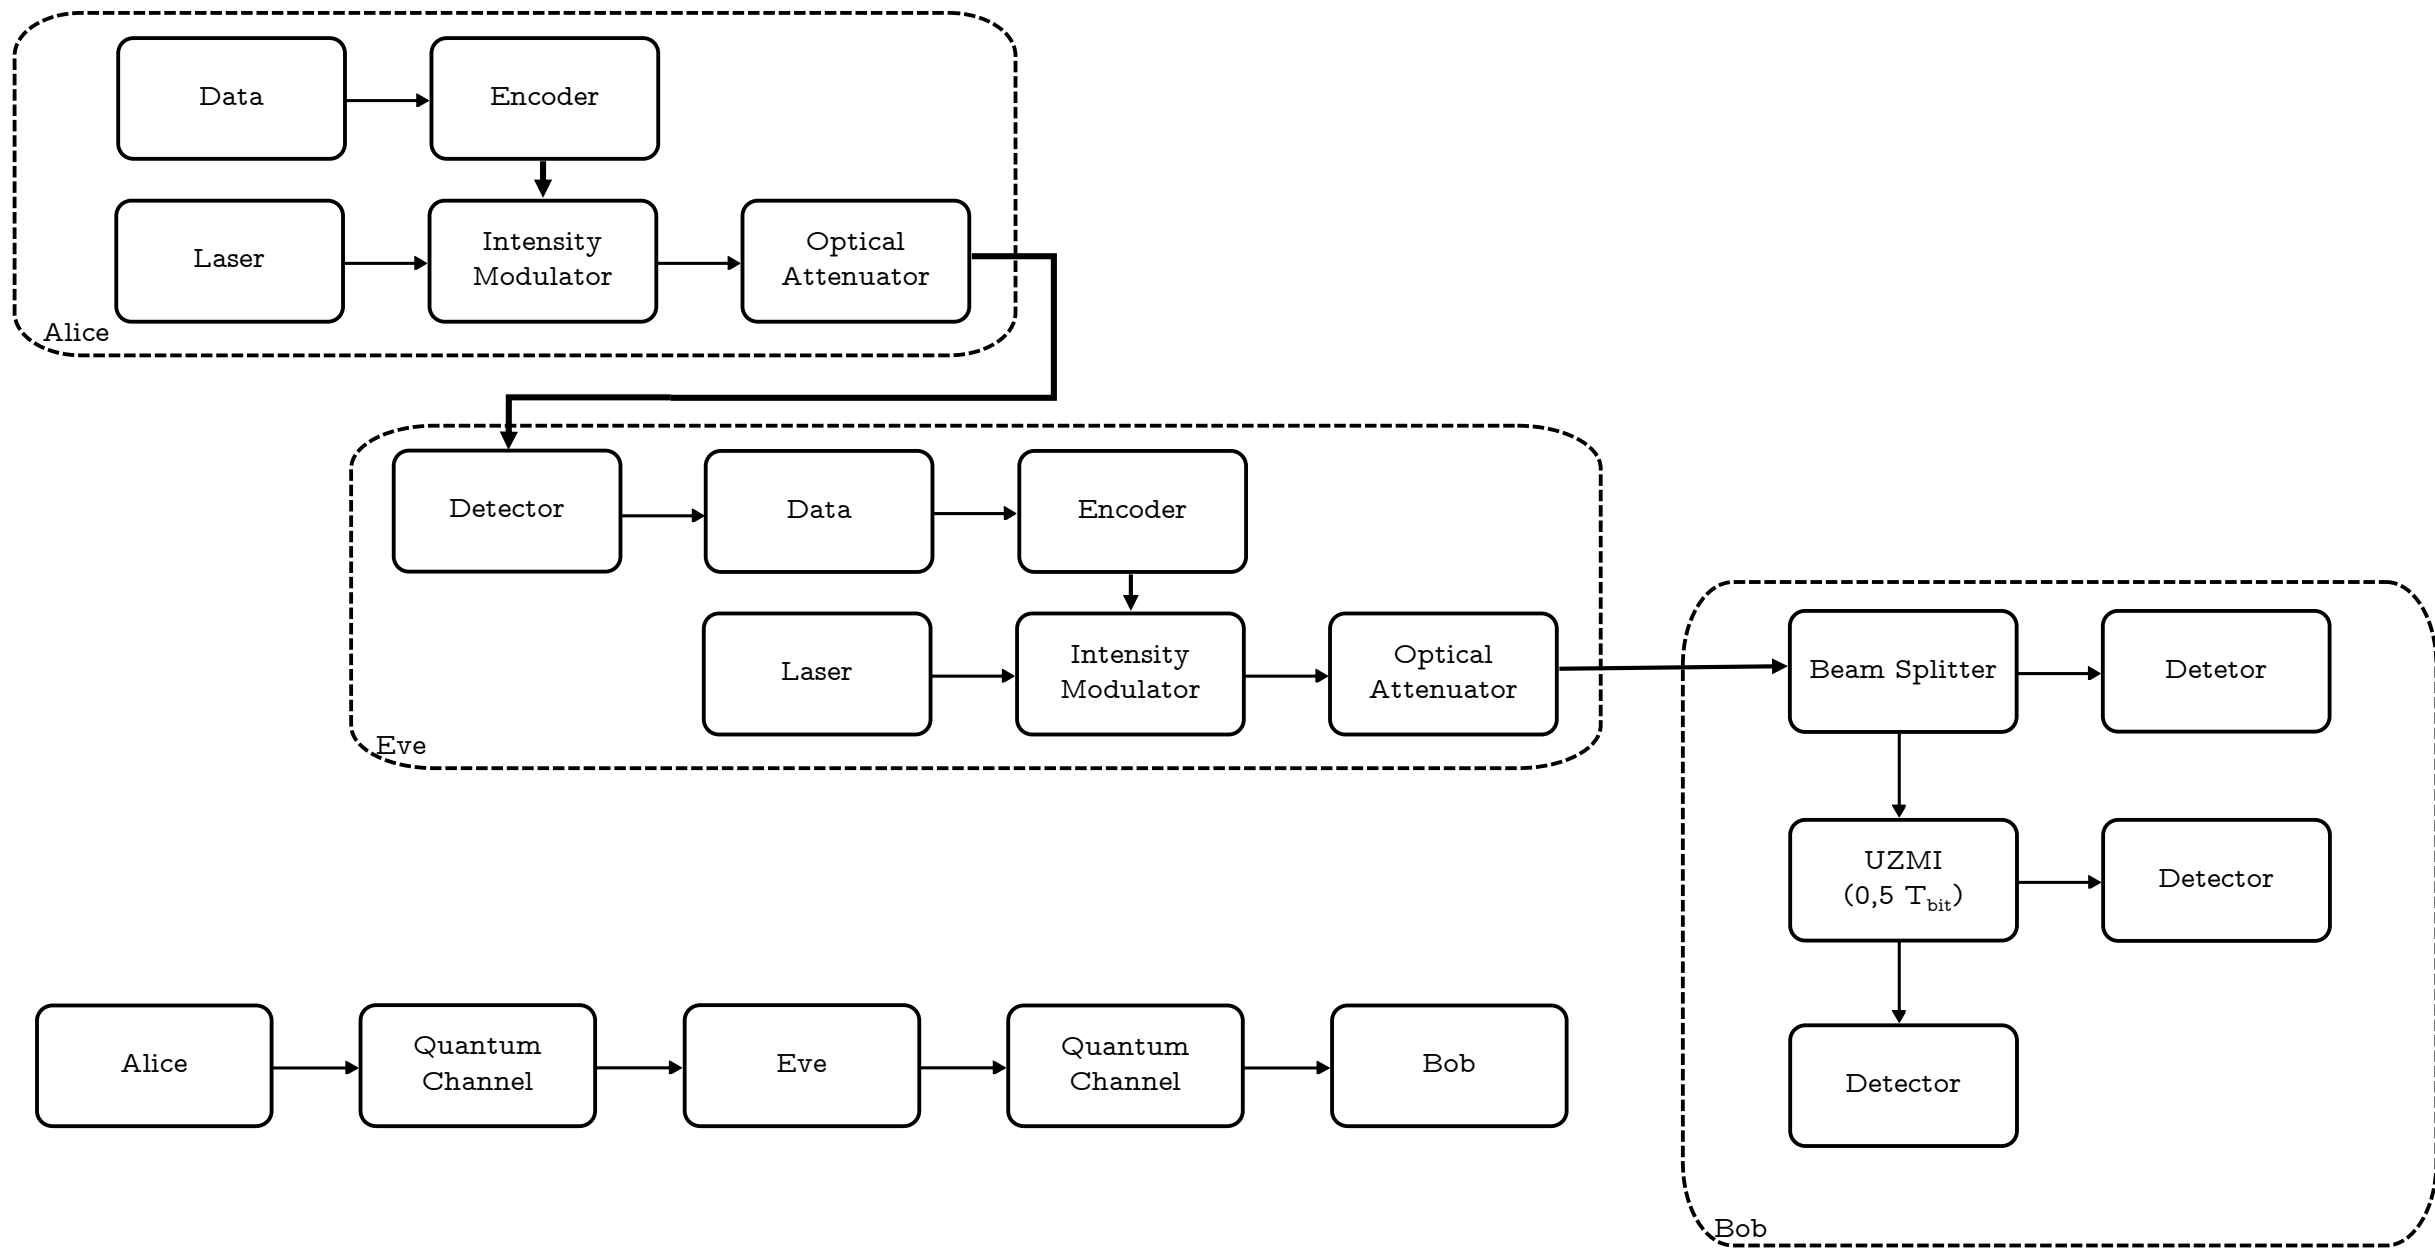 Data
Encoder
Laser
Intensity
Modulator
Optical
Attenuator
Alice
Detector
Data
Encoder
Laser
Intensity
Modulator
Optical
Attenuator
Eve
Beam Splitter
Detetor
UZMI
(0,5 Tbit)
Detector
Detector
Bob
Alice
Quantum
Channel
Eve
Quantum
Channel
Bob